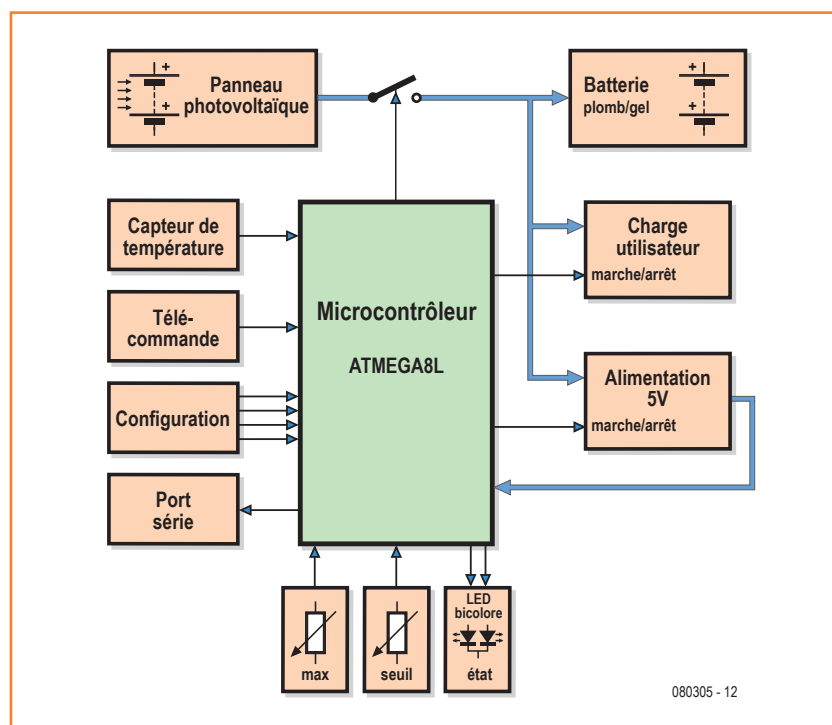 Panneau
photovoltaïque
Batterie
plomb/gel
Capteur de
température
Télé-
commande
Configuration
Port
série
Microcontrôleur
ATMEGA8L
Charge
utilisateur
marche/arrêt
Alimentation
5V
marche/arrêt
max
seuil
LED
bicolore
état
080305 - 12